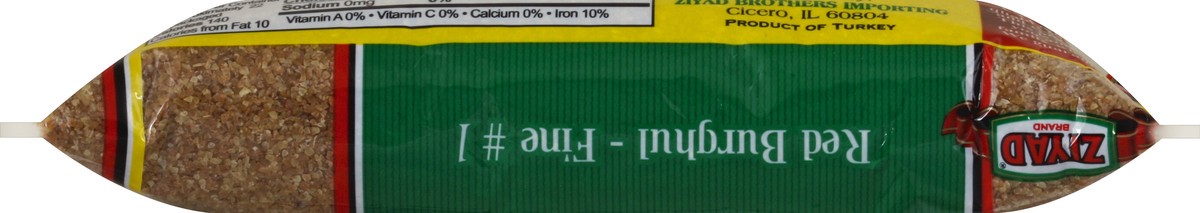 Sodium 0mg 0%
Calories 140
Calories from Fat 10
Vitamin A 0% • Vitamin C 0% • Calcium 0% • Iron 10%
ZIYAD BROTHERS IMPORTING
Cicero, IL 60804
PRODUCT OF TURKEY
Red Burghul - Fine #1
ZIYAD®
BRAND